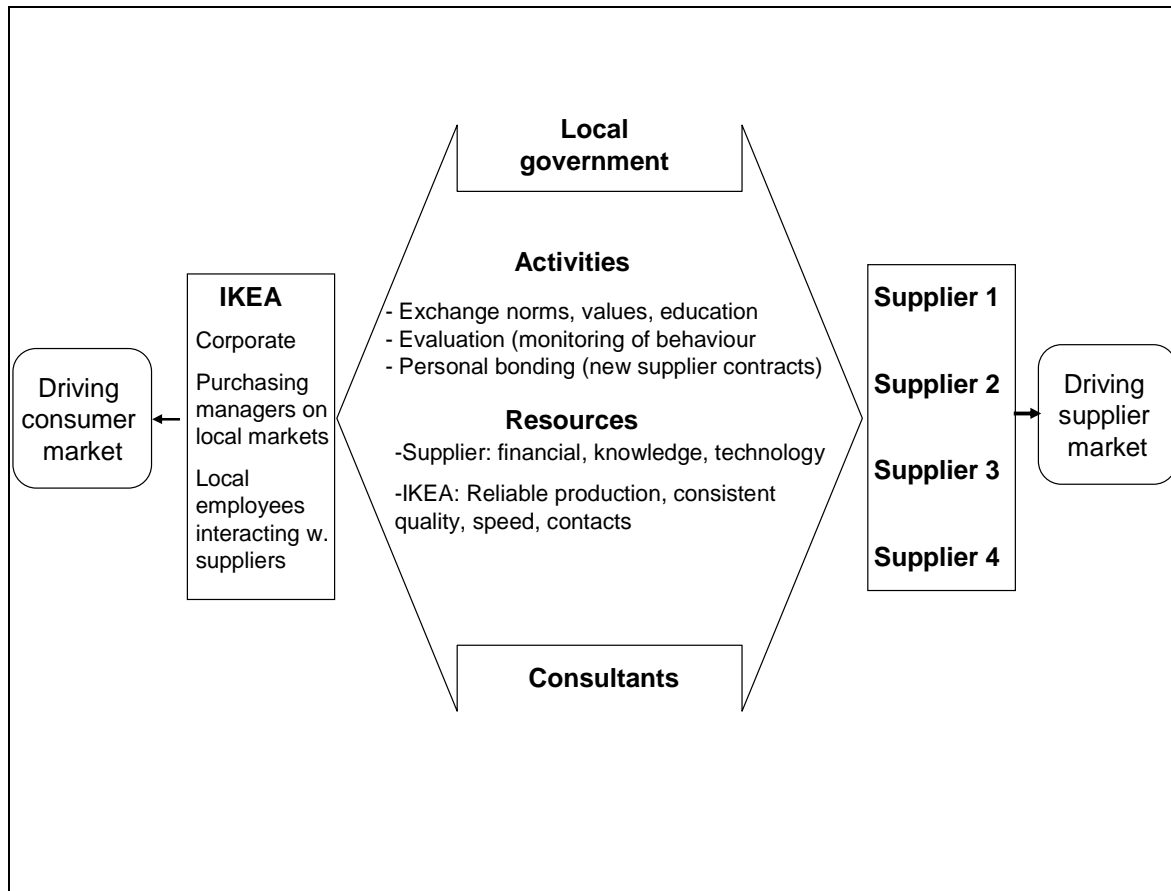 Local
government
Activities
- Exchange norms, values, education
- Evaluation (monitoring of behaviour
- Personal bonding (new supplier contracts)
Resources
-Supplier: financial, knowledge, technology
-IKEA: Reliable production, consistent
quality, speed, contacts
Consultants
IKEA
Corporate
Purchasing
managers on
local markets
Local
employees
interacting w.
suppliers
Driving
consumer
market
Supplier 1
Supplier 2
Supplier 3
Supplier 4
Driving
supplier
market